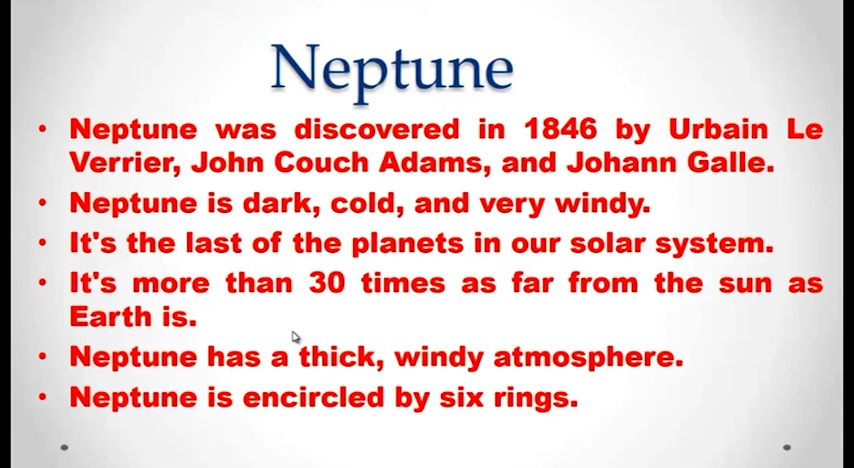 Neptune
• Neptune was discovered in 1846 by Urbain Le
Verrier, John Couch Adams, and Johann Galle.
• Neptune is dark, cold, and very windy.
• It's the last of the planets in our solar system.
• It's more than 30 times as far from the sun as
Earth is.
• Neptune has a thick, windy atmosphere.
• Neptune is encircled by six rings.